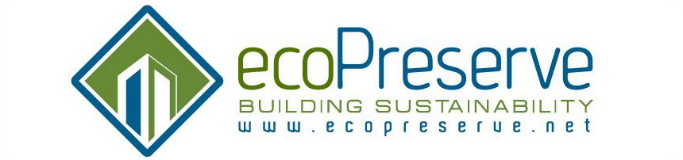 ecoPreserve
BUILDING SUSTAINABILITY
www.ecopreserve.net